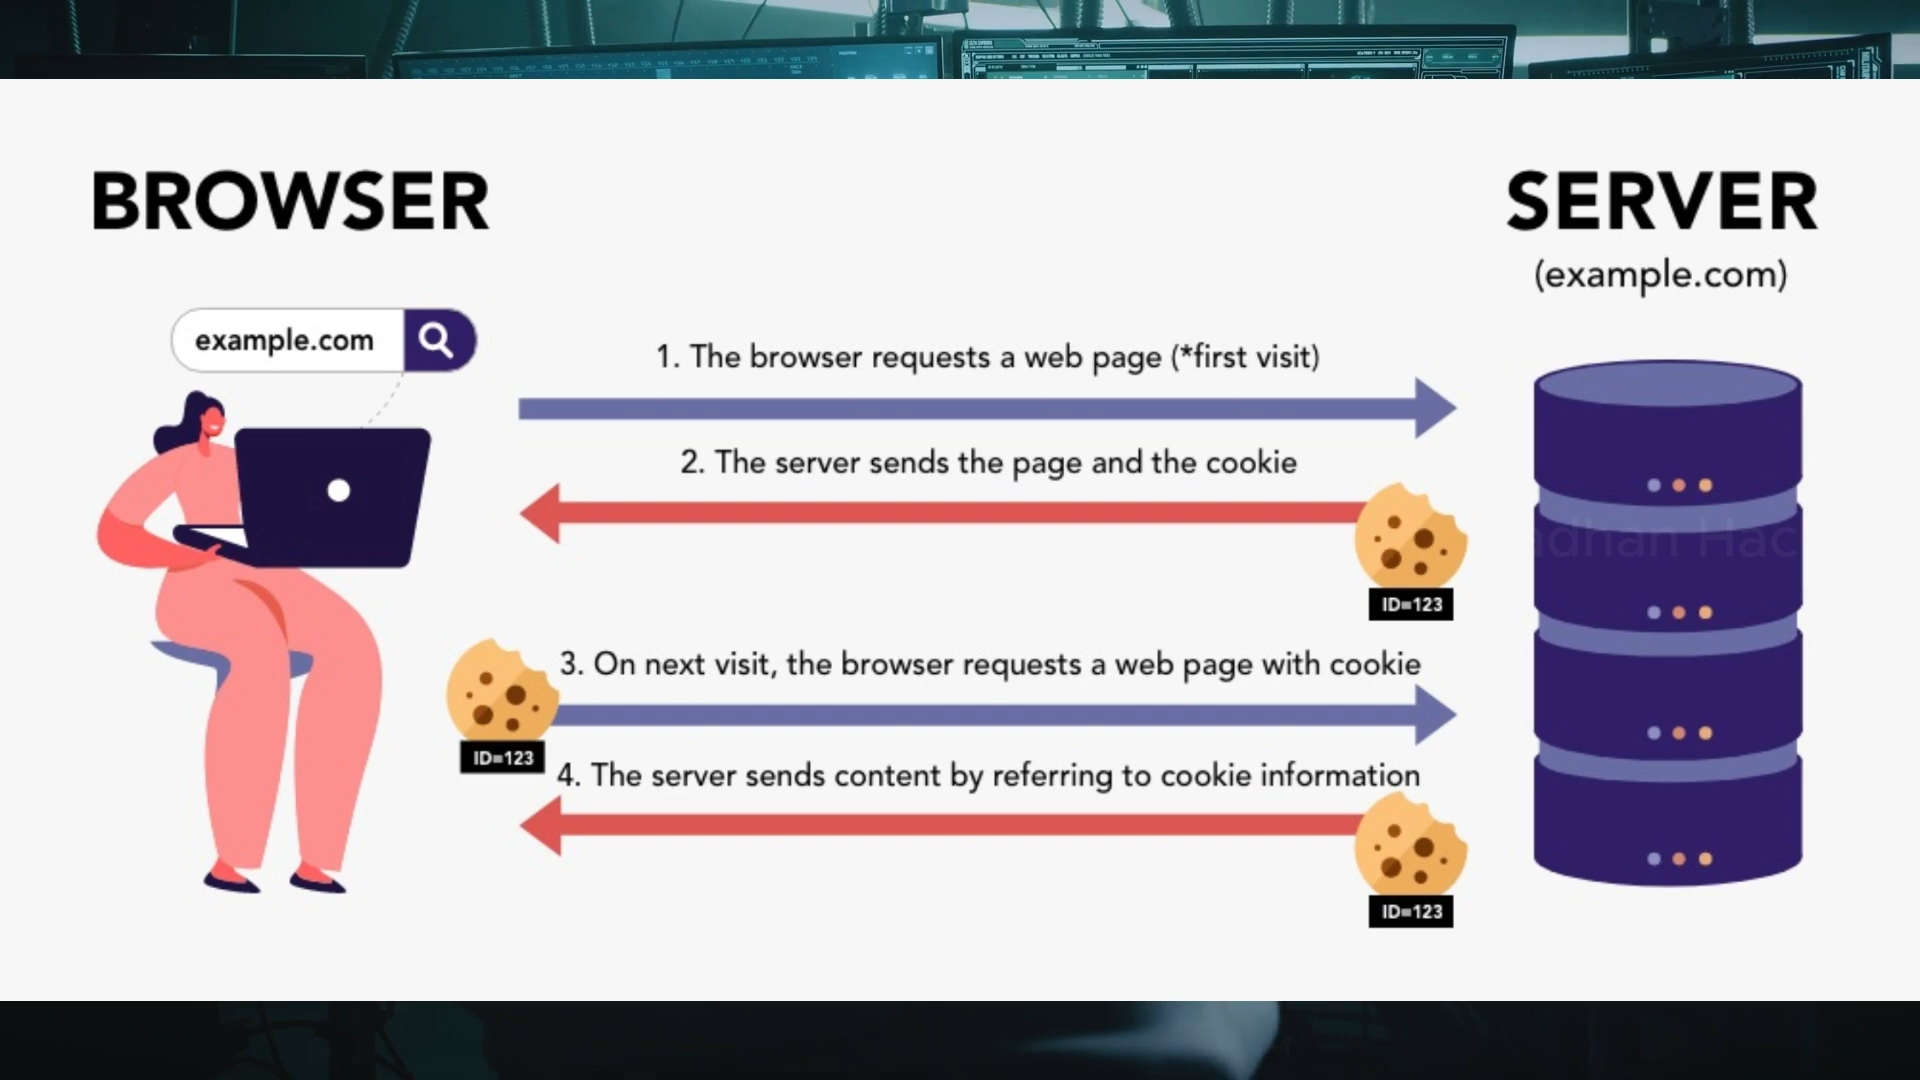 BROWSER
SERVER
(example.com)
example.com
1. The browser requests a web page (*first visit)
2. The server sends the page and the cookie
ID=123
3. On next visit, the browser requests a web page with cookie
ID=123
4. The server sends content by referring to cookie information
ID=123